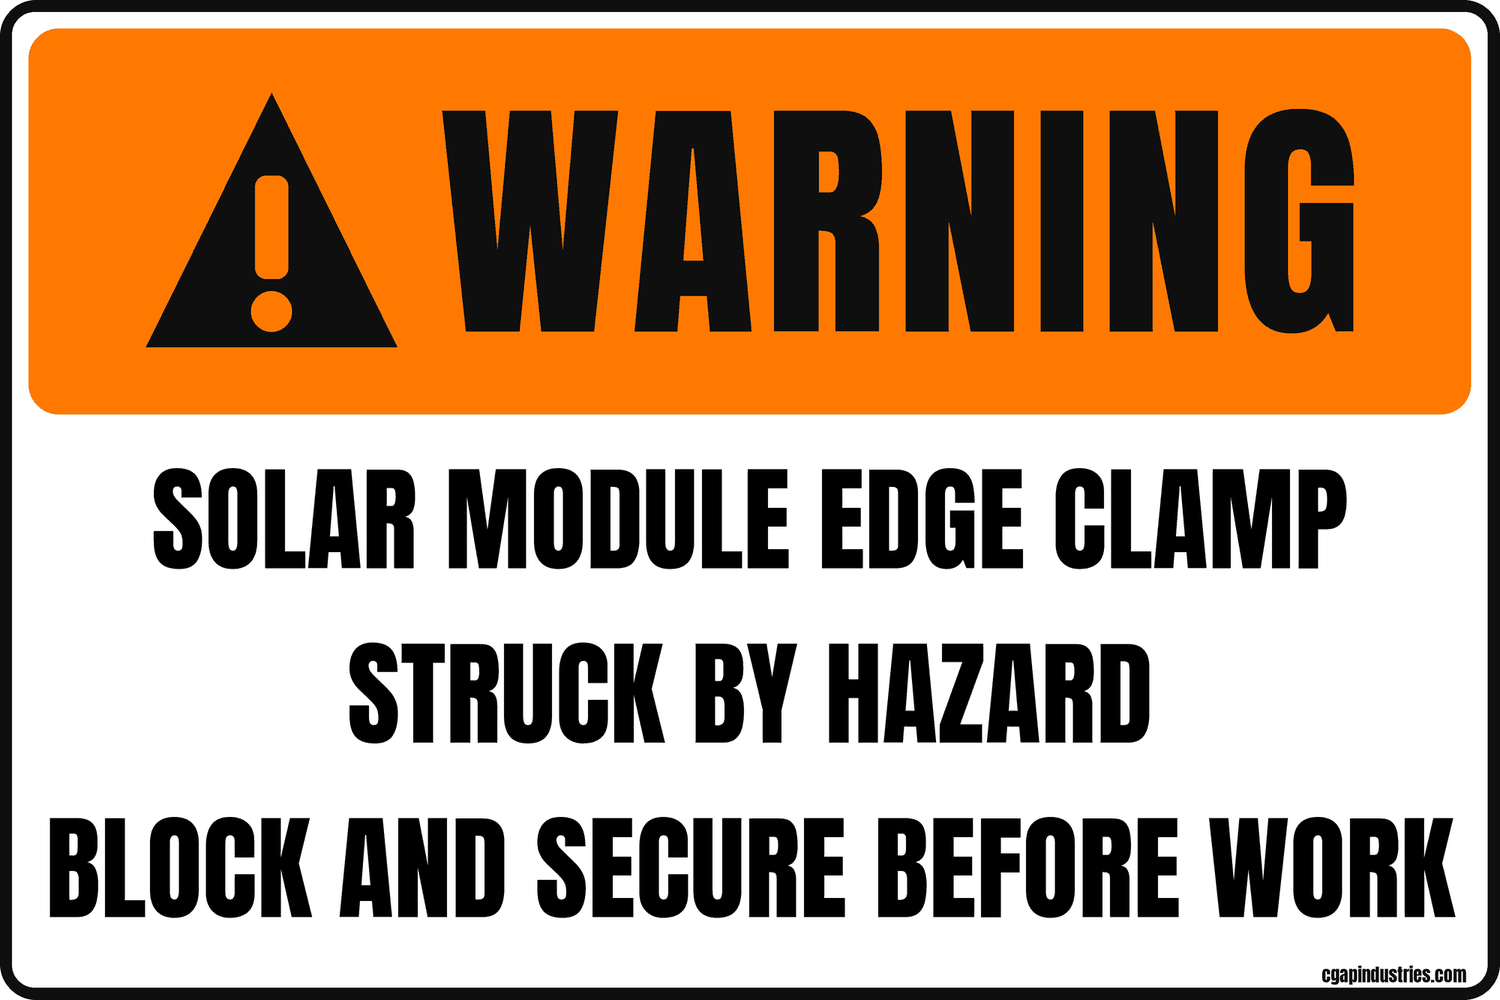 WARNING
SOLAR MODULE EDGE CLAMP
STRUCK BY HAZARD
BLOCK AND SECURE BEFORE WORK
cgapindustries.com